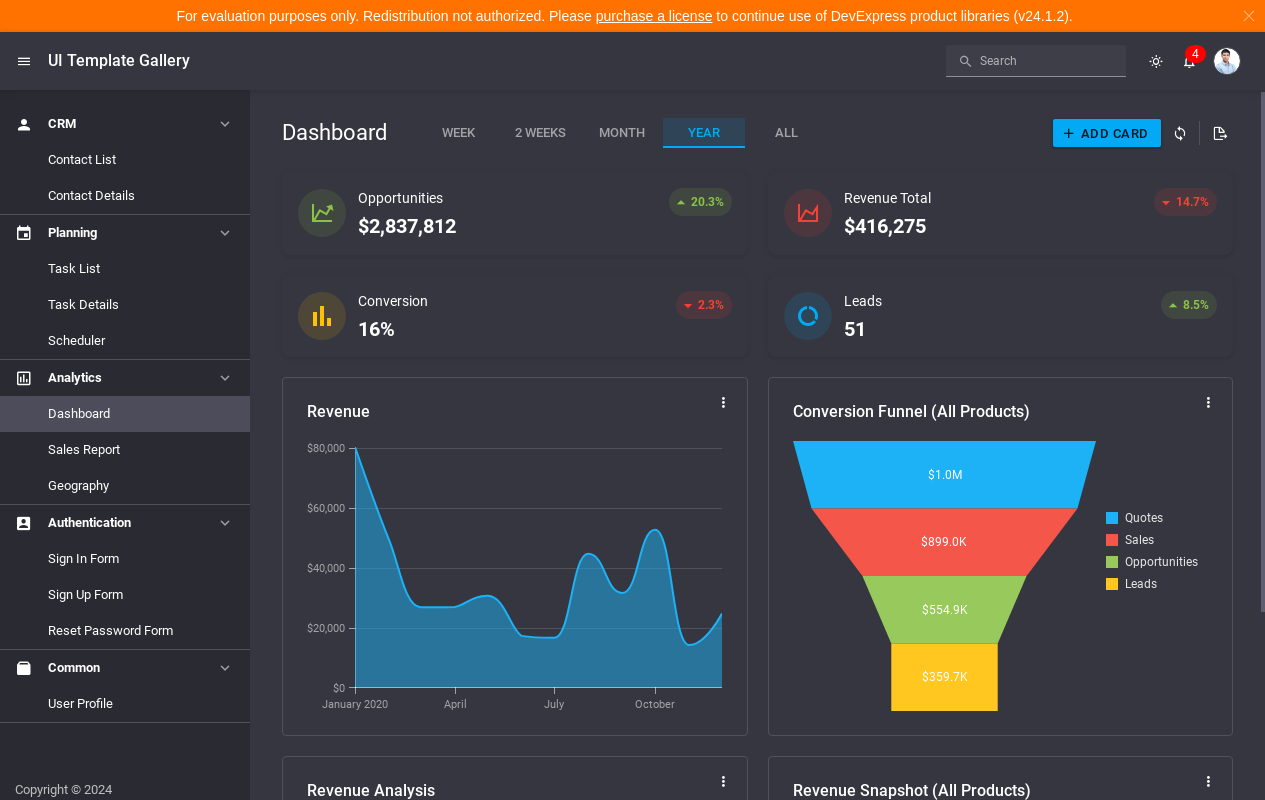 For evaluation purposes only. Redistribution not authorized. Please purchase a license to continue use of DevExpress product libraries (v24.1.2).
UI Template Gallery
Search
4
CRM
Contact List
Contact Details
Planning
Task List
Task Details
Scheduler
Analytics
Dashboard
Sales Report
Geography
Authentication
Sign In Form
Sign Up Form
Reset Password Form
Common
User Profile
Copyright © 2024
Dashboard
WEEK
2 WEEKS
MONTH
YEAR
ALL
ADD CARD
Opportunities
$2,837,812
20.3%
Revenue Total
$416,275
14.7%
Conversion
16%
2.3%
Leads
51
8.5%
Revenue
$80,000
$60,000
$40,000
$20,000
$0
January 2020
April
July
October
Conversion Funnel (All Products)
$1.0M
$899.0K
$554.9K
$359.7K
Quotes
Sales
Opportunities
Leads
Revenue Analysis
Revenue Snapshot (All Products)